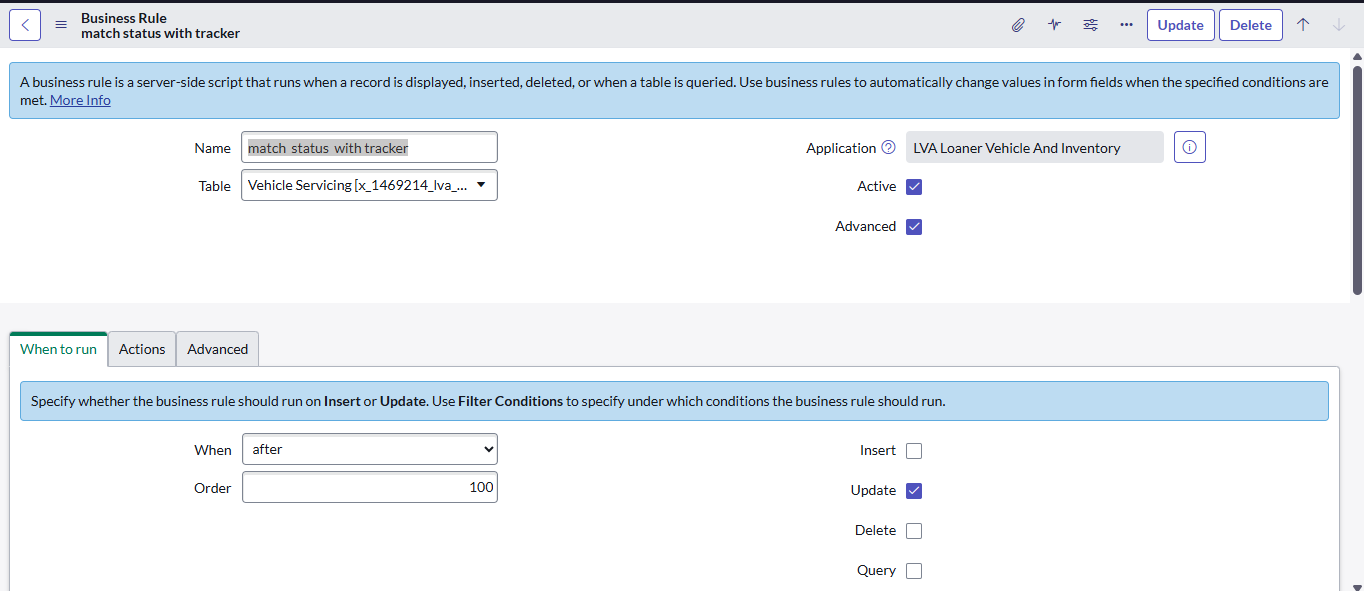 Business Rule
match status with tracker
Update
Delete
A business rule is a server-side script that runs when a record is displayed, inserted, deleted, or when a table is queried. Use business rules to automatically change values in form fields when the specified conditions are
met. More Info
Name
match status with tracker
Application
LVA Loaner Vehicle And Inventory
Table
Vehicle Servicing [x_1469214_lva_...
Active
Advanced
When to run
Actions
Advanced
Specify whether the business rule should run on Insert or Update. Use Filter Conditions to specify under which conditions the business rule should run.
When
after
Insert
Order
100
Update
Delete
Query